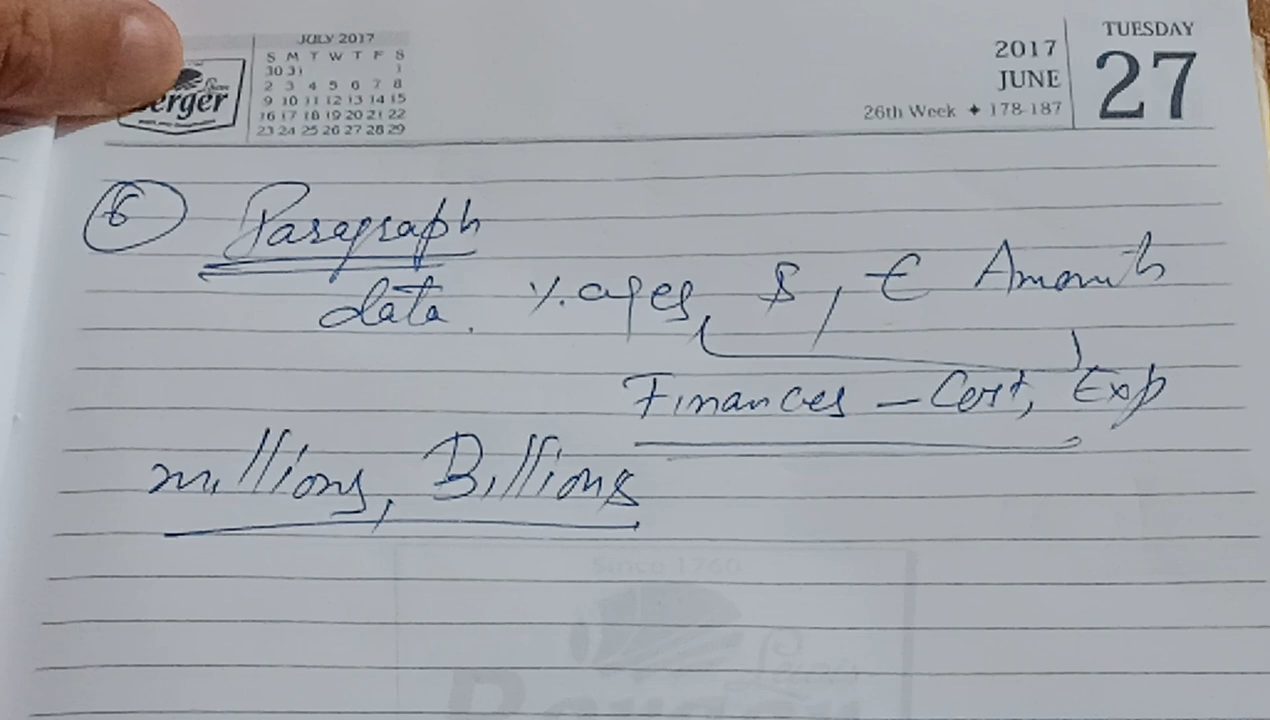 JULY 2017
S M T W T F S
30 31 1
2 3 4 5 6 7 8
9 10 11 12 13 14 15
16 17 18 19 20 21 22
23 24 25 26 27 28 29
Berger
2017
JUNE
26th Week ✦ 178-187
TUESDAY
27
6 Paragraph
data. %ages, $, € Amounts
Finances – Cost, Exp
millions, Billions
Since 1760
Berger